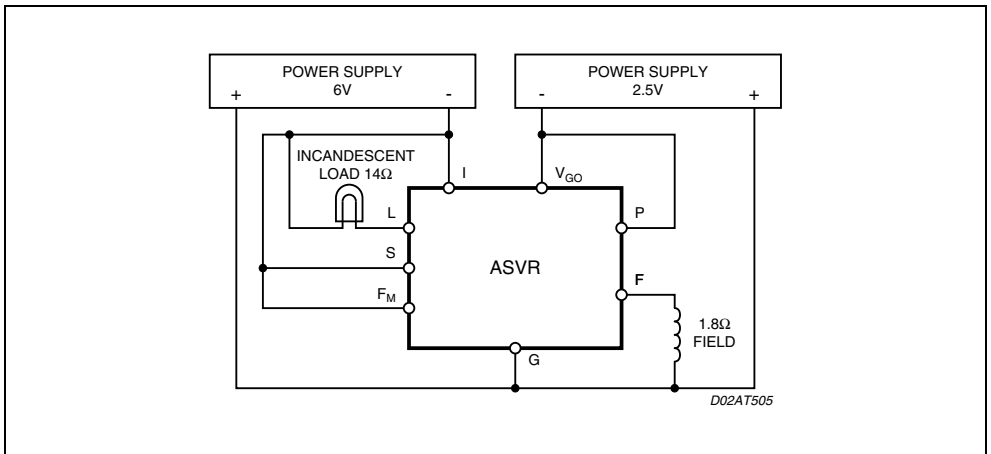 POWER SUPPLY
6V
+ -
POWER SUPPLY
2.5V
- +
INCANDESCENT
LOAD 14Ω
I
V_GO
L
P
S
ASVR
F
F_M
1.8Ω
FIELD
G
D02AT505